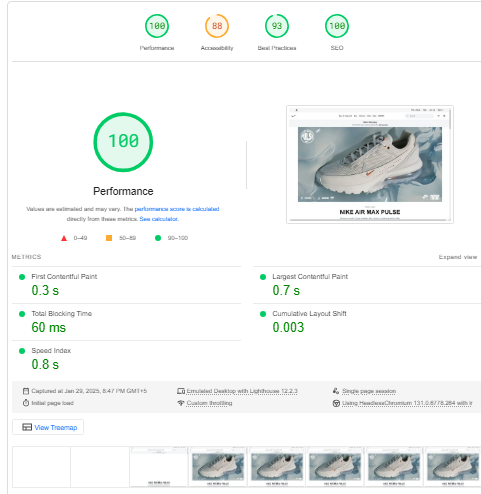 100 88 93 100
Performance Accessibility Best Practices SEO
100
Performance
Values are estimated and may vary. The performance score is calculated
directly from these metrics. See calculator.
0–49 50–89 90–100
NIKE AIR MAX PULSE
METRICS Expand view
First Contentful Paint
0.3 s
Largest Contentful Paint
0.7 s
Total Blocking Time
60 ms
Cumulative Layout Shift
0.003
Speed Index
0.8 s
Captured at Jan 29, 2025, 8:47 PM GMT+5
Emulated Desktop with Lighthouse 12.2.3
Single page session
Initial page load
Custom throttling
Using HeadlessChromium 131.0.6778.264 with lr
View Treemap